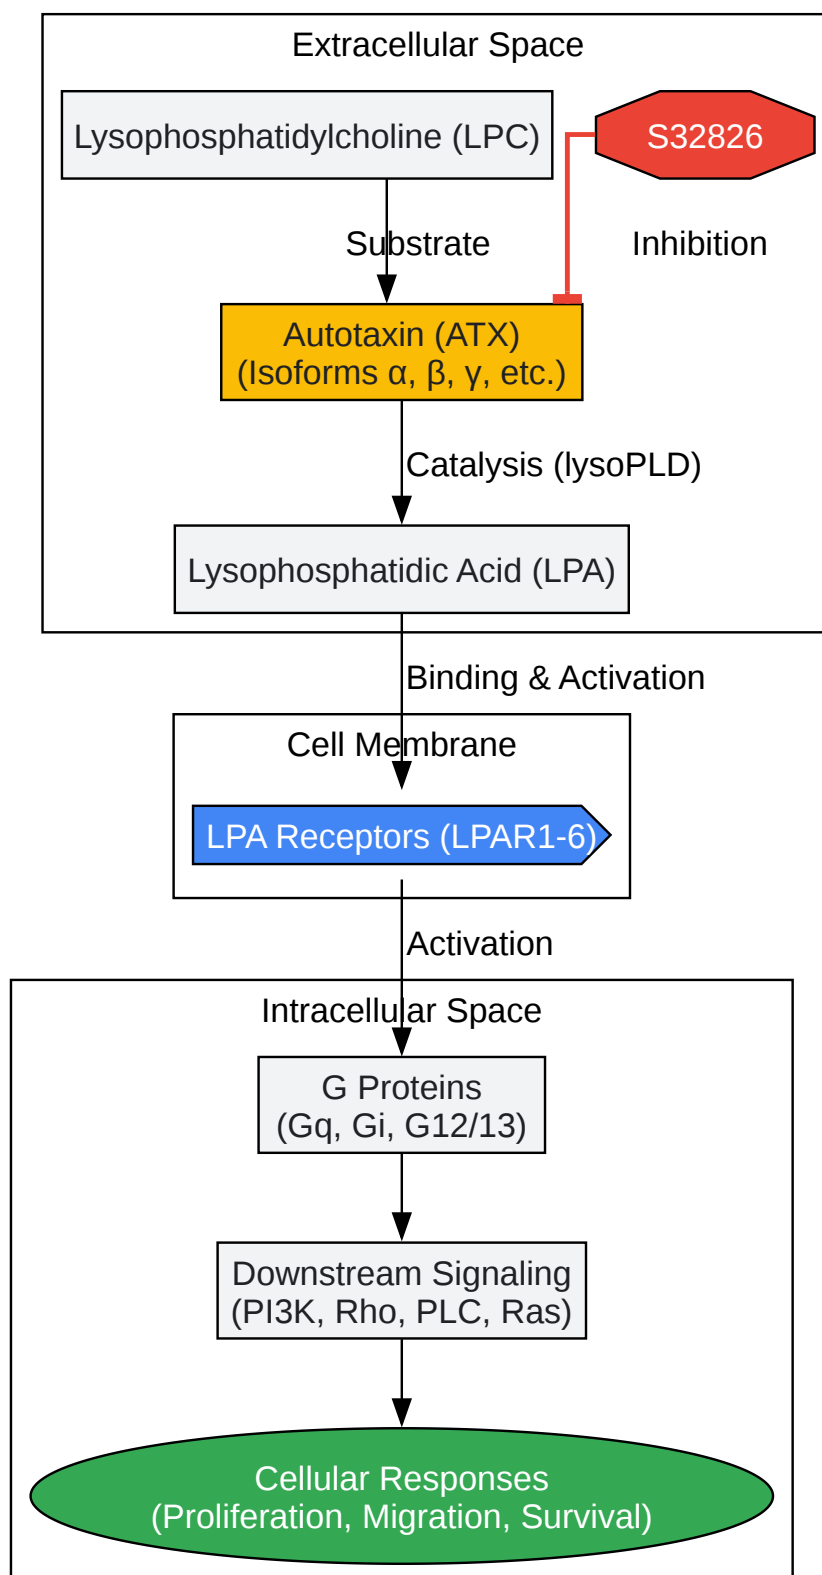 Extracellular Space
Lysophosphatidylcholine (LPC)
S32826
Substrate
Inhibition
Autotaxin (ATX)
(Isoforms α, β, γ, etc.)
Catalysis (lysoPLD)
Lysophosphatidic Acid (LPA)
Binding & Activation
Cell Membrane
LPA Receptors (LPAR1-6)
Activation
Intracellular Space
G Proteins
(Gq, Gi, G12/13)
Downstream Signaling
(PI3K, Rho, PLC, Ras)
Cellular Responses
(Proliferation, Migration, Survival)